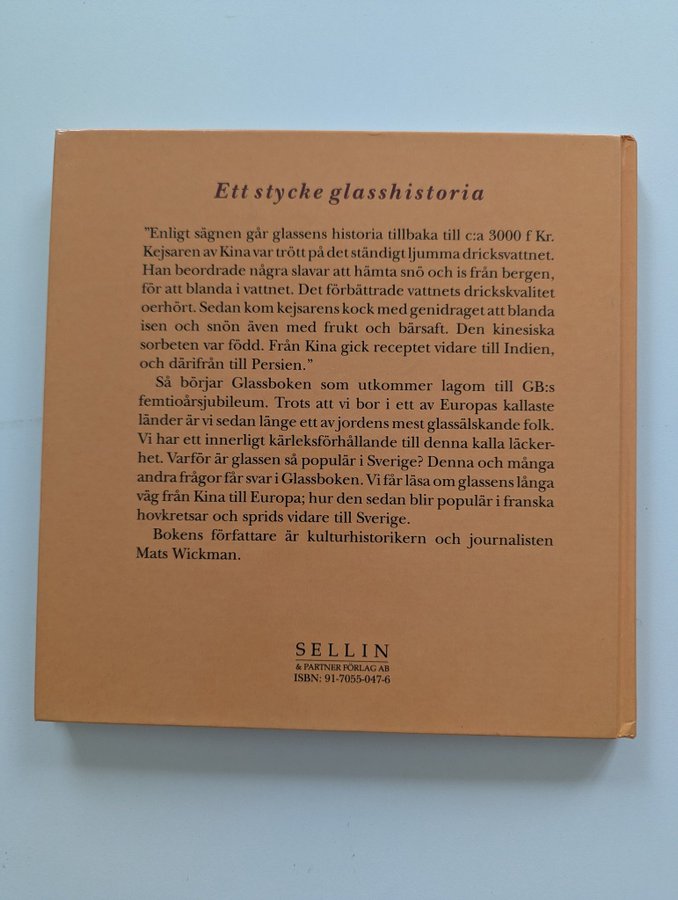 Ett stycke glasshistoria
"Enligt sägnen går glassens historia tillbaka till c:a 3000 f Kr.
Kejsaren av Kina var trött på det ständigt ljumma dricksvattnet.
Han beordrade några slavar att hämta snö och is från bergen,
för att blanda i vattnet. Det förbättrade vattnets drickskvalitet
oerhört. Sedan kom kejsarens kock med genidraget att blanda
isen och snön även med frukt och bärsaft. Den kinesiska
sorbeten var född. Från Kina gick receptet vidare till Indien,
och därifrån till Persien."
Så börjar Glassboken som utkommer lagom till GB:s
femtioårsjubileum. Trots att vi bor i ett av Europas kallaste
länder är vi sedan länge ett av jordens mest glassälskande folk.
Vi har ett innerligt kärleksförhållande till denna kalla läcker-
het. Varför är glassen så populär i Sverige? Denna och många
andra frågor får svar i Glassboken. Vi får läsa om glassens långa
väg från Kina till Europa; hur den sedan blir populär i franska
hovkretsar och sprids vidare till Sverige.
Bokens författare är kulturhistorikern och journalisten
Mats Wickman.
SELLIN
& PARTNER FÖRLAG AB
ISBN: 91-7055-047-6